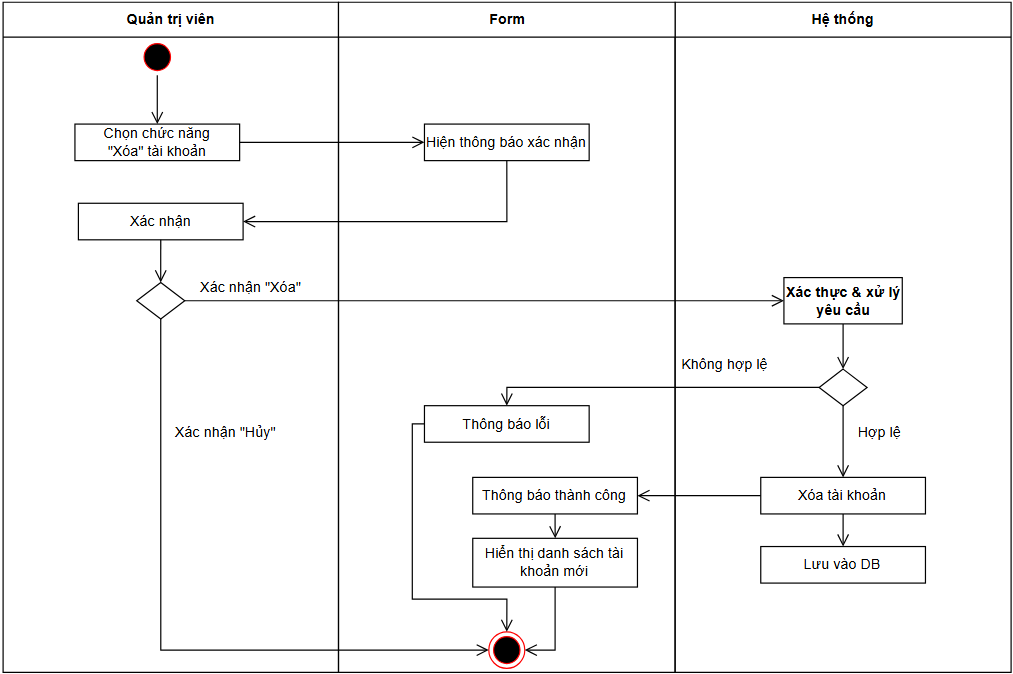 Quản trị viên
Form
Hệ thống
Chọn chức năng
"Xóa" tài khoản
Hiện thông báo xác nhận
Xác nhận
Xác nhận "Xóa"
Xác thực & xử lý
yêu cầu
Không hợp lệ
Thông báo lỗi
Xác nhận "Hủy"
Hợp lệ
Thông báo thành công
Xóa tài khoản
Hiển thị danh sách tài
khoản mới
Lưu vào DB